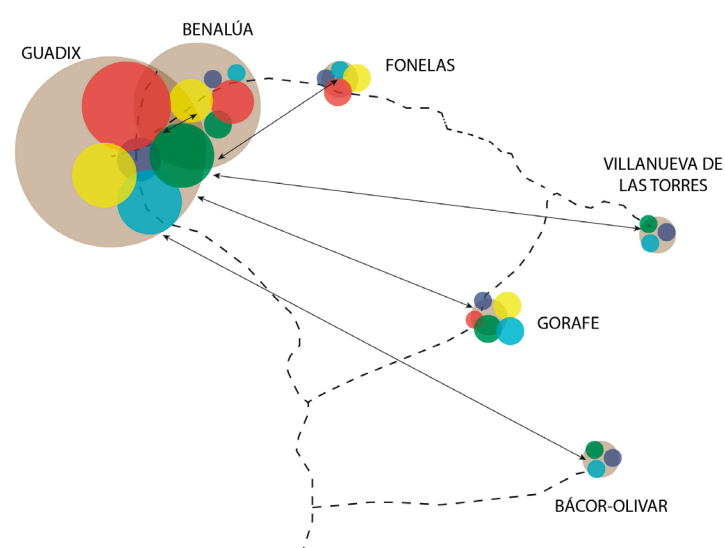 BENALÚA
GUADIX
FONELAS
VILLANUEVA DE
LAS TORRES
GORAFE
BÁCOR-OLIVAR